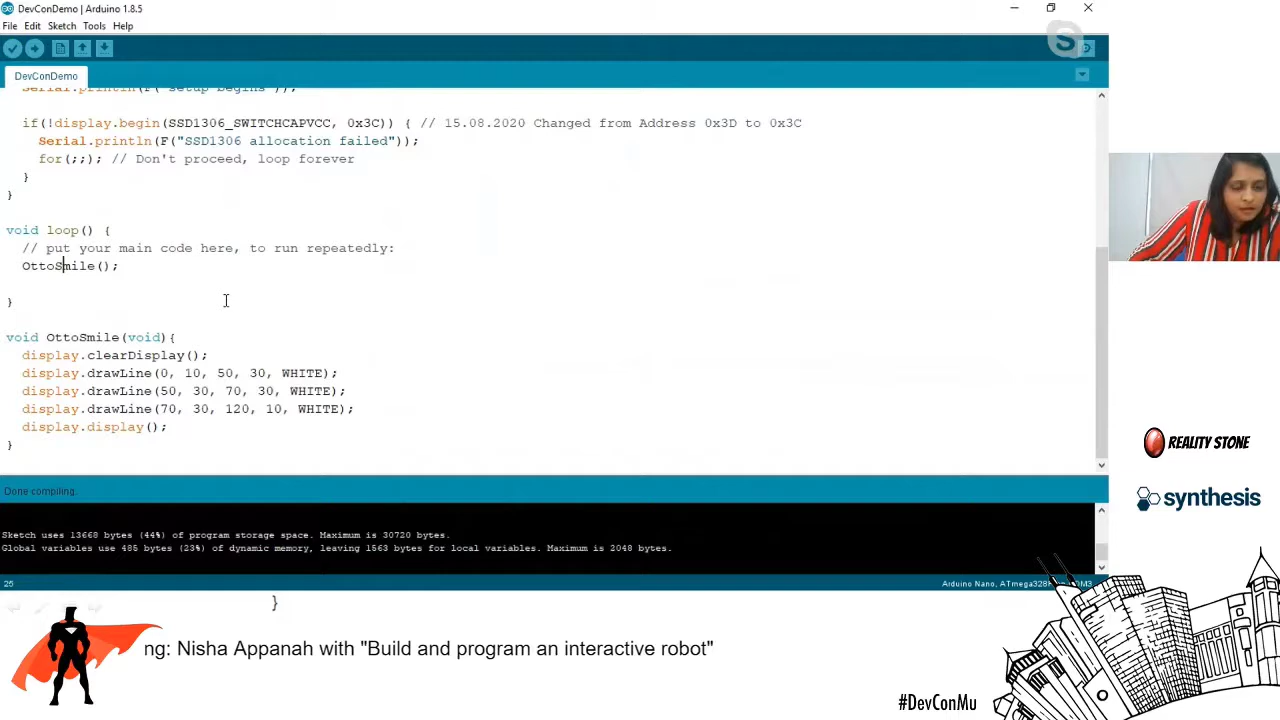 DevConDemo | Arduino 1.8.5
File Edit Sketch Tools Help
DevConDemo
Serial.println(F("setup begins"));
if(!display.begin(SSD1306_SWITCHCAPVCC, 0x3C)) { // 15.08.2020 Changed from Address 0x3D to 0x3C
Serial.println(F("SSD1306 allocation failed"));
for(;;); // Don't proceed, loop forever
}
}
void loop() {
// put your main code here, to run repeatedly:
OttoSmile();
}
void OttoSmile(void){
display.clearDisplay();
display.drawLine(0, 10, 50, 30, WHITE);
display.drawLine(50, 30, 70, 30, WHITE);
display.drawLine(70, 30, 120, 10, WHITE);
display.display();
}
Done compiling.
Sketch uses 13668 bytes (44%) of program storage space. Maximum is 30720 bytes.
Global variables use 485 bytes (23%) of dynamic memory, leaving 1563 bytes for local variables. Maximum is 2048 bytes.
25
Arduino Nano, ATmega328P
}
ng: Nisha Appanah with "Build and program an interactive robot"
REALITY STONE
synthesis
#DevConMu